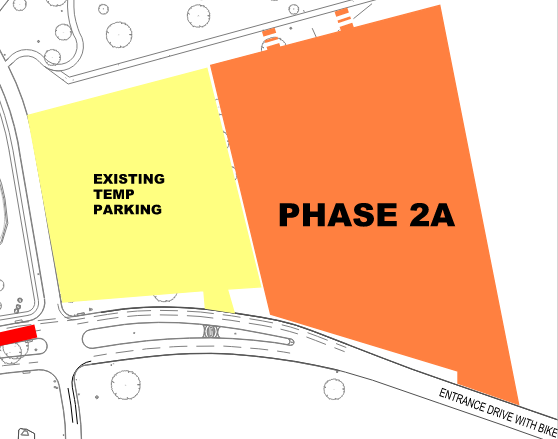 EXISTING
TEMP
PARKING
PHASE 2A
ENTRANCE DRIVE WITH BIKE